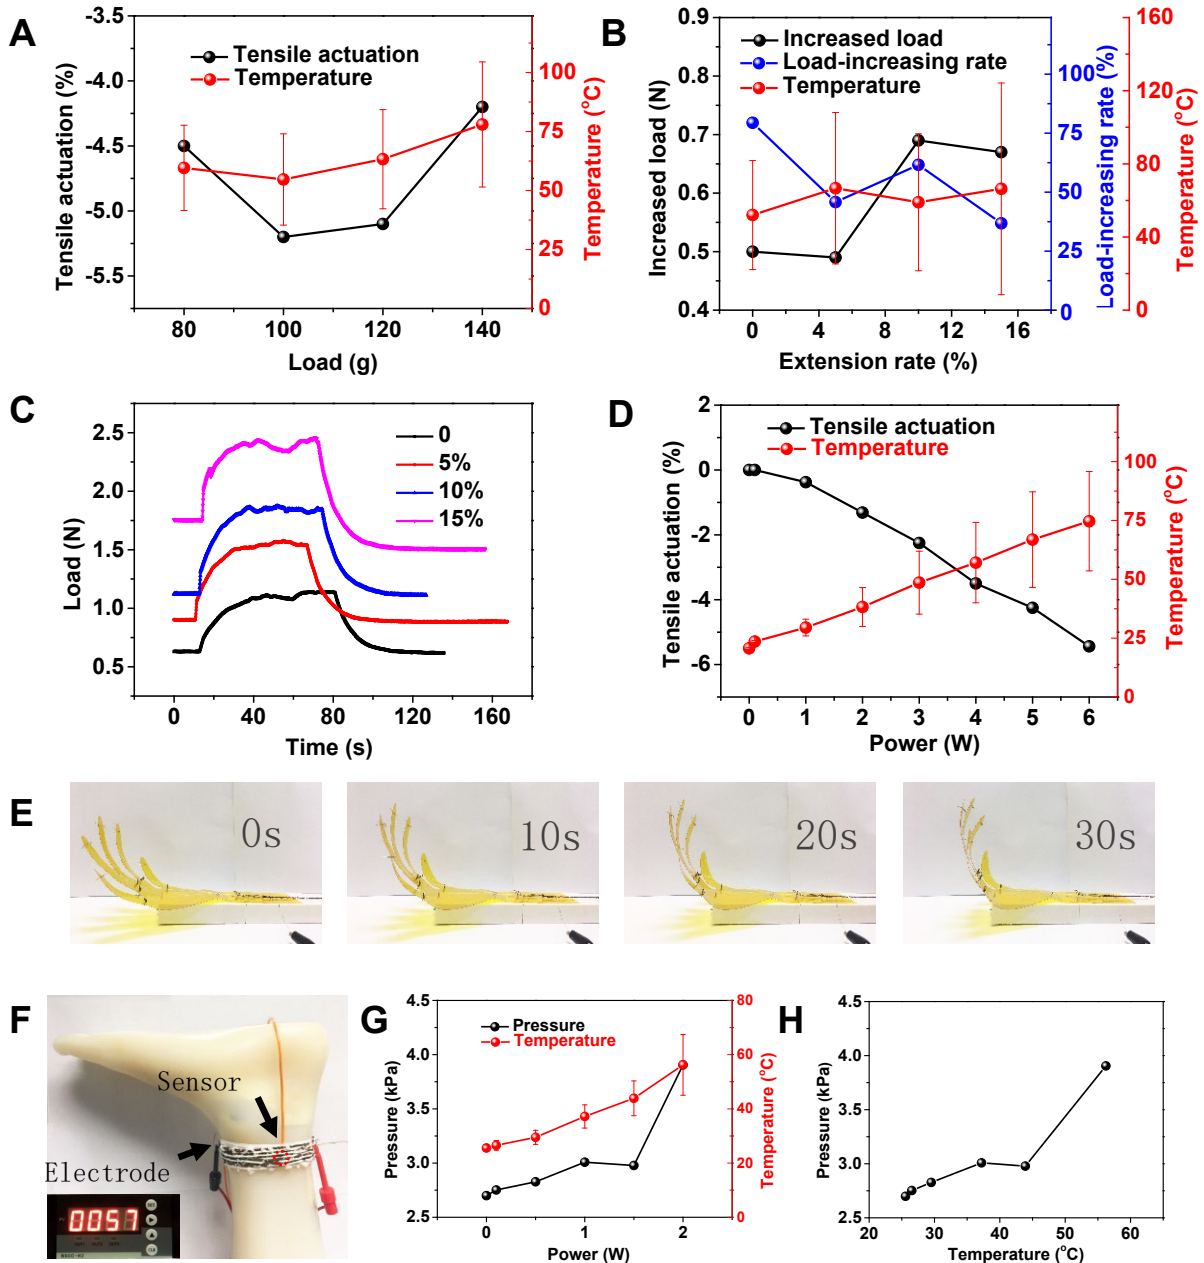 A
-3.5
-4.0
-4.5
-5.0
-5.5
Tensile actuation (%)
Tensile actuation
Temperature
100
75
50
25
0
Temperature (°C)
80
100
120
140
Load (g)
B
0.9
0.8
0.7
0.6
0.5
0.4
Increased load (N)
Increased load
Load-increasing rate
Temperature
100
75
50
25
0
Load-increasing rate (%)
160
120
80
40
0
Temperature (°C)
0
4
8
12
16
Extension rate (%)
C
2.5
2.0
1.5
1.0
0.5
Load (N)
0
5%
10%
15%
0
40
80
120
160
Time (s)
D
2
0
-2
-4
-6
Tensile actuation (%)
Tensile actuation
Temperature
100
75
50
25
0
Temperature (°C)
0
1
2
3
4
5
6
Power (W)
E
0s
10s
20s
30s
F
Sensor
Electrode
0057
G
4.5
4.0
3.5
3.0
2.5
Pressure (kPa)
Pressure
Temperature
80
60
40
20
0
Temperature (°C)
0
1
2
Power (W)
H
4.5
4.0
3.5
3.0
2.5
Pressure (kPa)
20
30
40
50
60
Temperature (°C)